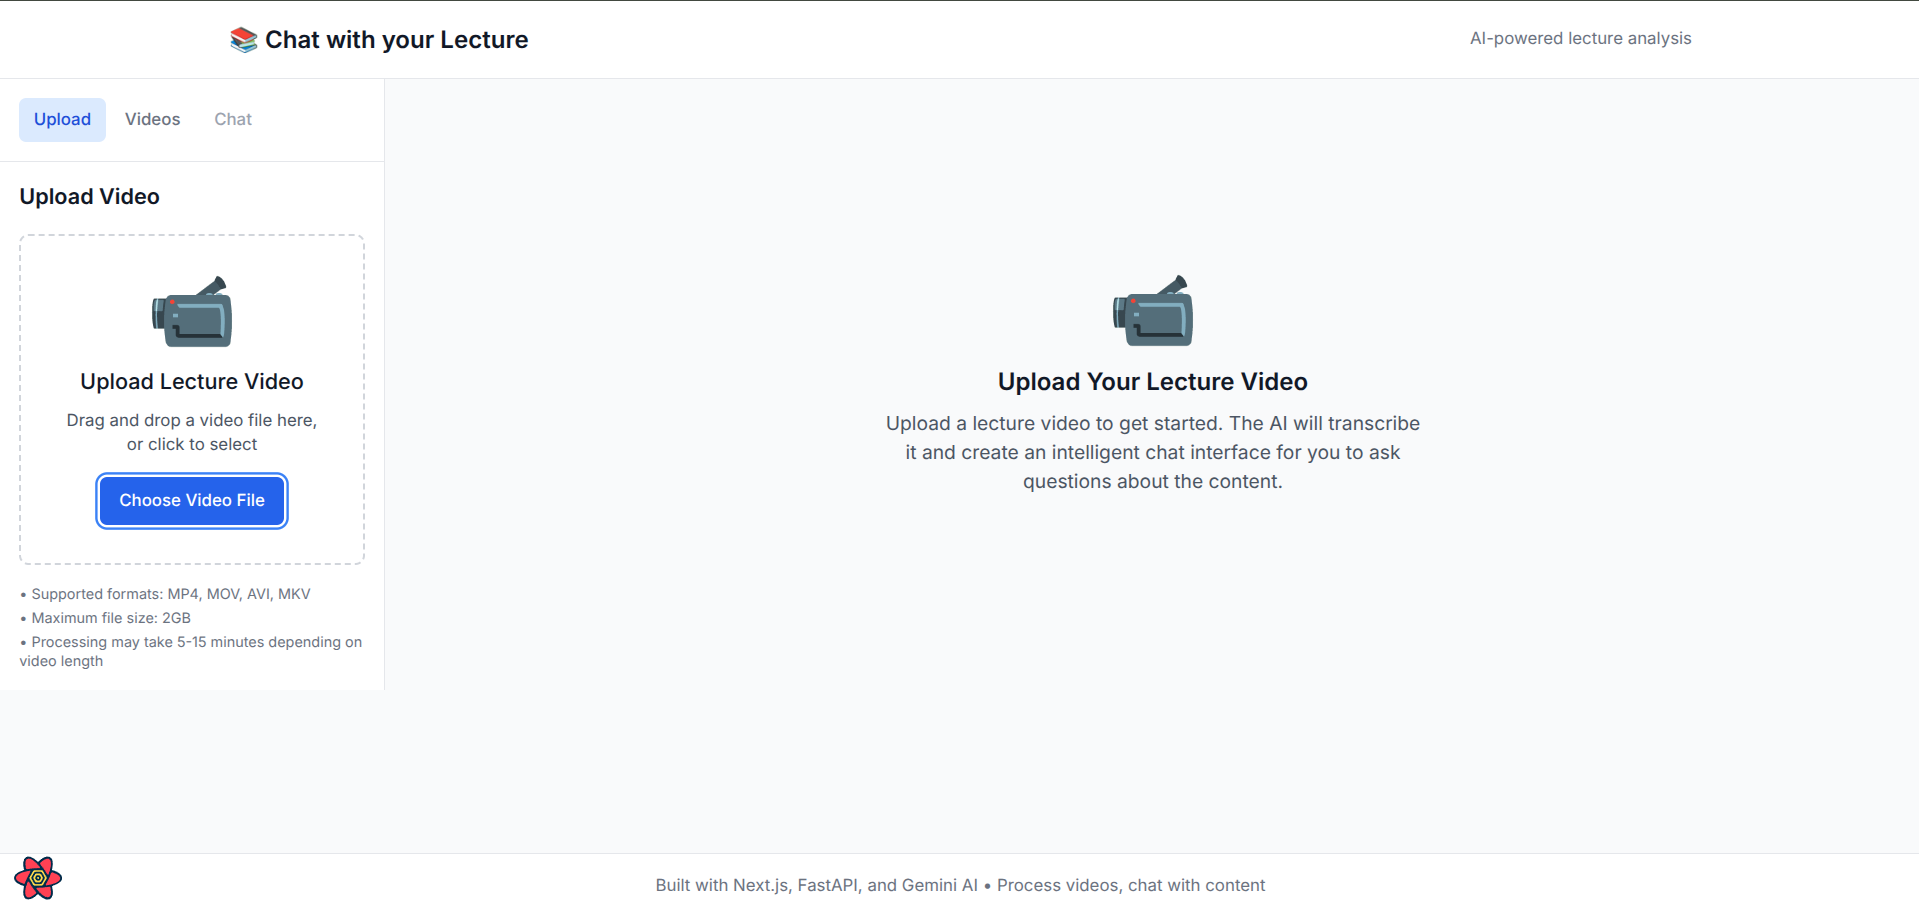 📚 Chat with your Lecture
AI-powered lecture analysis
Upload
Videos
Chat
Upload Video
Upload Lecture Video
Drag and drop a video file here,
or click to select
Choose Video File
• Supported formats: MP4, MOV, AVI, MKV
• Maximum file size: 2GB
• Processing may take 5-15 minutes depending on
video length
Upload Your Lecture Video
Upload a lecture video to get started. The AI will transcribe
it and create an intelligent chat interface for you to ask
questions about the content.
Built with Next.js, FastAPI, and Gemini AI • Process videos, chat with content